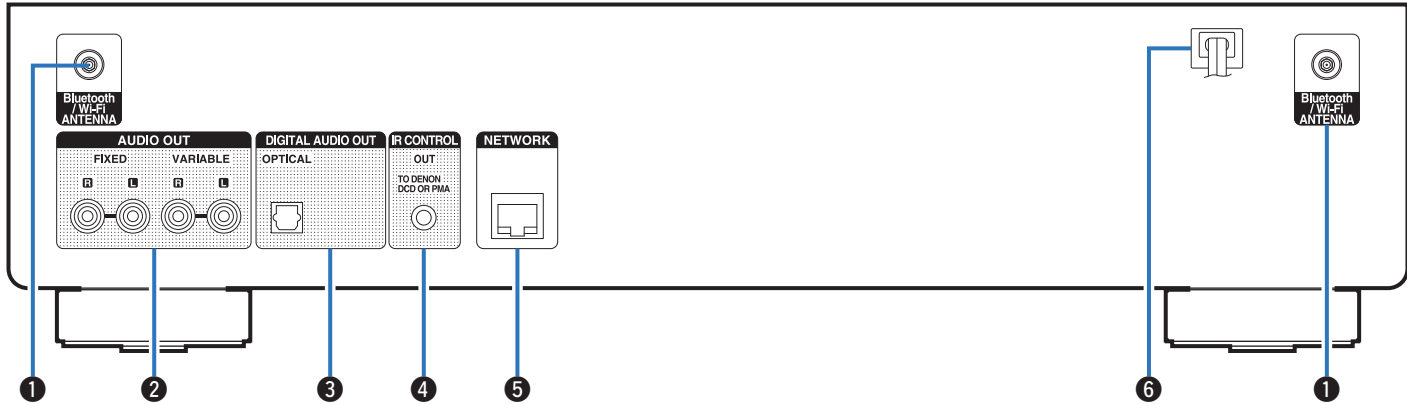 Bluetooth
/ Wi-Fi
ANTENNA
Bluetooth
/ Wi-Fi
ANTENNA
AUDIO OUT
FIXED VARIABLE
R L R L
DIGITAL AUDIO OUT
OPTICAL
IR CONTROL
OUT
TO DENON
DCD OR PMA
NETWORK
1 2 3 4 5 6 1